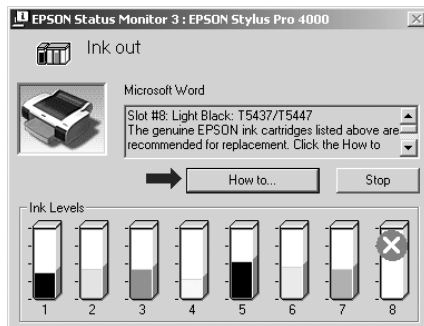 EPSON Status Monitor 3 : EPSON Stylus Pro 4000
Ink out
Microsoft Word
Slot #8: Light Black: T5437/T5447
The genuine EPSON ink cartridges listed above are
recommended for replacement. Click the How to
How to... Stop
Ink Levels
1 2 3 4 5 6 7 8